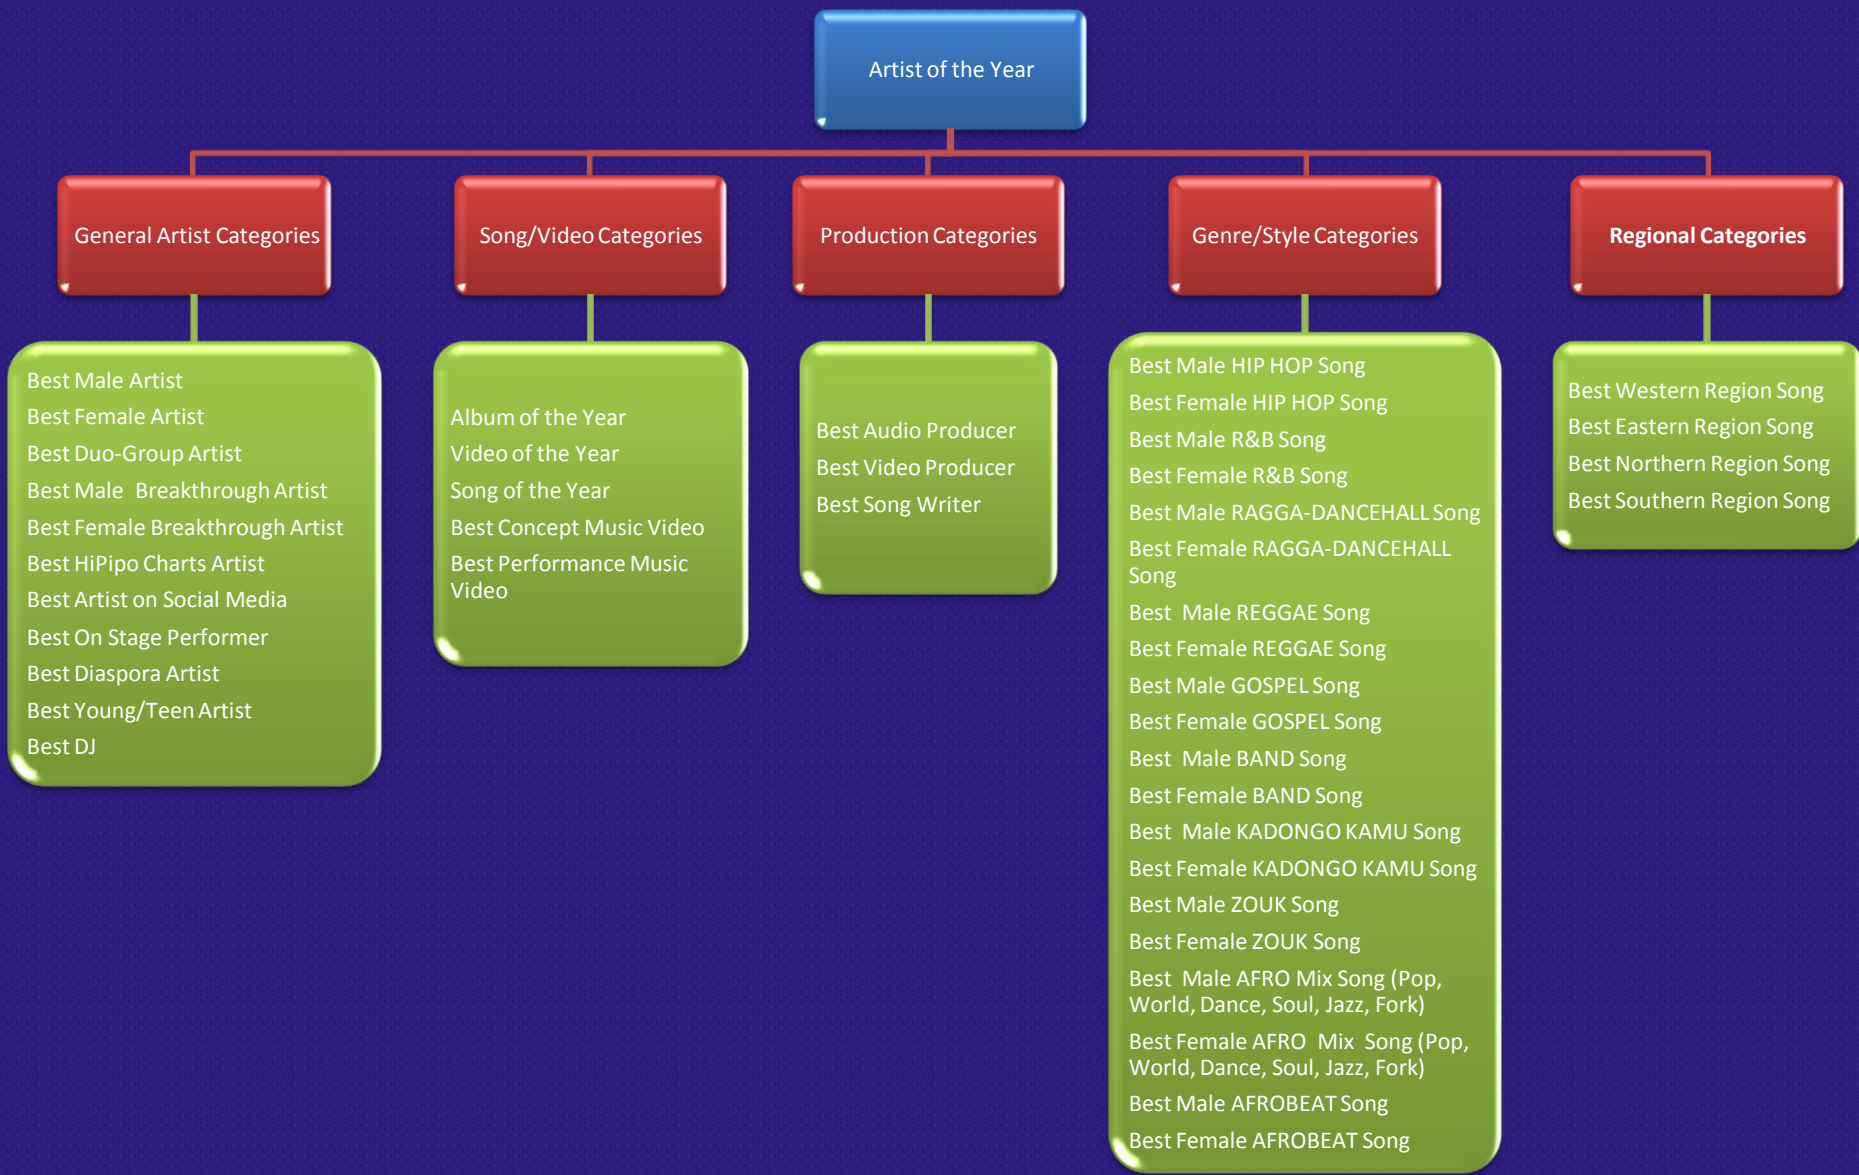 Artist of the Year
General Artist Categories
Best Male Artist
Best Female Artist
Best Duo-Group Artist
Best Male  Breakthrough Artist
Best Female Breakthrough Artist
Best HiPipo Charts Artist
Best Artist on Social Media
Best On Stage Performer
Best Diaspora Artist
Best Young/Teen Artist
Best DJ
Song/Video Categories
Album of the Year
Video of the Year
Song of the Year
Best Concept Music Video
Best Performance Music
Video
Production Categories
Best Audio Producer
Best Video Producer
Best Song Writer
Genre/Style Categories
Best Male HIP HOP Song
Best Female HIP HOP Song
Best Male R&B Song
Best Female R&B Song
Best Male RAGGA-DANCEHALL Song
Best Female RAGGA-DANCEHALL
Song
Best  Male REGGAE Song
Best Female REGGAE Song
Best Male GOSPEL Song
Best Female GOSPEL Song
Best  Male BAND Song
Best Female BAND Song
Best  Male KADONGO KAMU Song
Best Female KADONGO KAMU Song
Best Male ZOUK Song
Best Female ZOUK Song
Best  Male AFRO Mix Song (Pop,
World, Dance, Soul, Jazz, Fork)
Best Female AFRO  Mix  Song (Pop,
World, Dance, Soul, Jazz, Fork)
Best Male AFROBEAT Song
Best Female AFROBEAT Song
Regional Categories
Best Western Region Song
Best Eastern Region Song
Best Northern Region Song
Best Southern Region Song